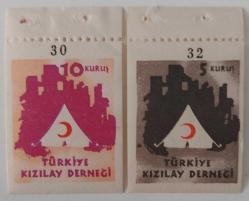 30
10 KURUŞ
TÜRKİYE
KIZILAY DERNEĞİ
32
5 KURUŞ
TÜRKİYE
KIZILAY DERNEĞİ